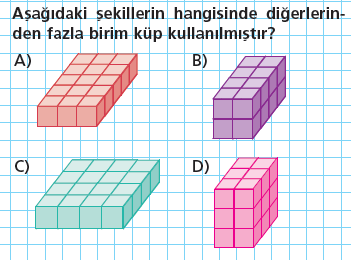 Aşağıdaki şekillerin hangisinde diğerlerin-
den fazla birim küp kullanılmıştır?
A) B)
C) D)